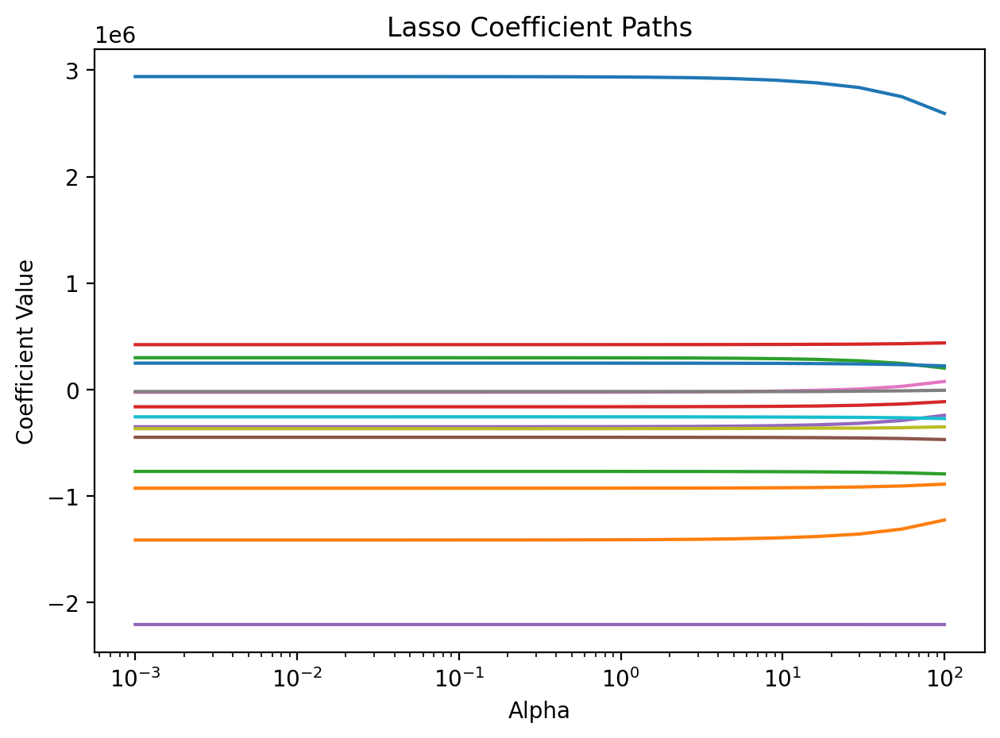 Lasso Coefficient Paths
1e6
3
2
1
0
−1
−2
Coefficient Value
10⁻³ 10⁻² 10⁻¹ 10⁰ 10¹ 10²
Alpha